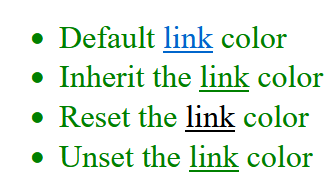 Default link color
Inherit the link color
Reset the link color
Unset the link color